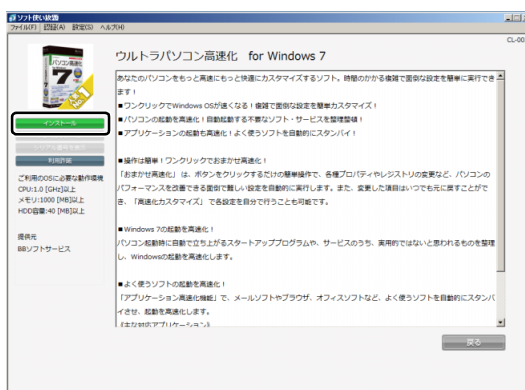 ソフト使い放題
ファイル(F) 認証(A) 設定(S) ヘルプ(H)
CL-00
ウルトラパソコン高速化 for Windows 7
パソコン高速化
7
No.1
インストール
シリアル番号を表示
利用許諾
ご利用のOSに必要な動作環境
CPU:1.0 [GHz]以上
メモリ:1000 [MB]以上
HDD容量:40 [MB]以上
提供元
BBソフトサービス
あなたのパソコンをもっと高速にもっと快適にカスタマイズするソフト。時間のかかる複雑で面倒な設定を簡単に実行でき
ます！
■ワンクリックでWindows OSが速くなる！複雑で面倒な設定を簡単カスタマイズ！
■パソコンの起動を高速化！自動起動する不要なソフト・サービスを整理整頓！
■アプリケーションの起動も高速化！よく使うソフトを自動的にスタンバイ！
■操作は簡単！ワンクリックでおまかせ高速化！
「おまかせ高速化」は、ボタンをクリックするだけの簡単操作で、各種プロパティやレジストリの変更など、パソコンの
パフォーマンスを改善できる面倒で難しい設定を自動的に実行します。また、変更した項目はいつでも元に戻すことがで
き、「高速化カスタマイズ」で各設定を自分で行うことも可能です。
■Windows 7の起動を高速化！
パソコン起動時に自動で立ち上がるスタートアッププログラムや、サービスのうち、実用的ではないと思われるものを整理
し、Windowsの起動を高速化します。
■よく使うソフトの起動を高速化！
「アプリケーション高速化機能」で、メールソフトやブラウザ、オフィスソフトなど、よく使うソフトを自動的にスタンバ
イさせ、起動を高速化します。
《主な対応アプリケーション》
戻る